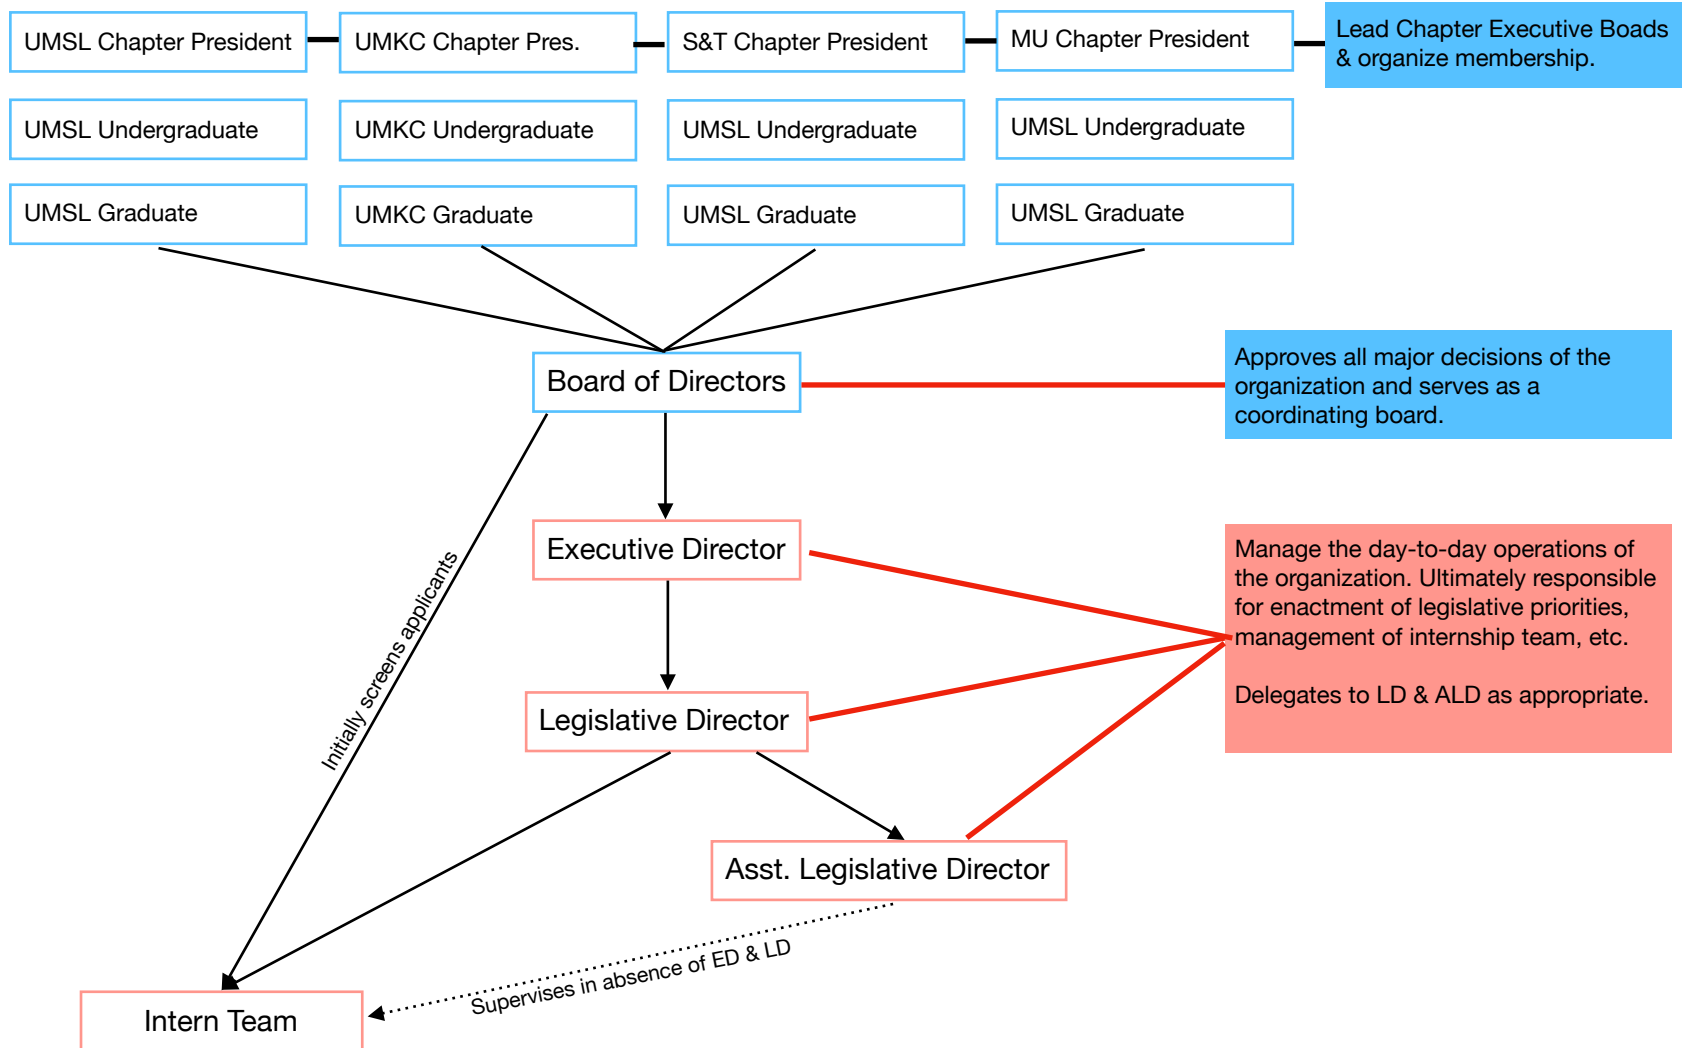 UMSL Chapter President
UMKC Chapter Pres.
S&T Chapter President
MU Chapter President
Lead Chapter Executive Boads
& organize membership.
UMSL Undergraduate
UMKC Undergraduate
UMSL Undergraduate
UMSL Undergraduate
UMSL Graduate
UMKC Graduate
UMSL Graduate
UMSL Graduate
Board of Directors
Approves all major decisions of the
organization and serves as a
coordinating board.
Executive Director
Manage the day-to-day operations of
the organization. Ultimately responsible
for enactment of legislative priorities,
management of internship team, etc.
Delegates to LD & ALD as appropriate.
Initially screens applicants
Legislative Director
Asst. Legislative Director
Supervises in absence of ED & LD
Intern Team